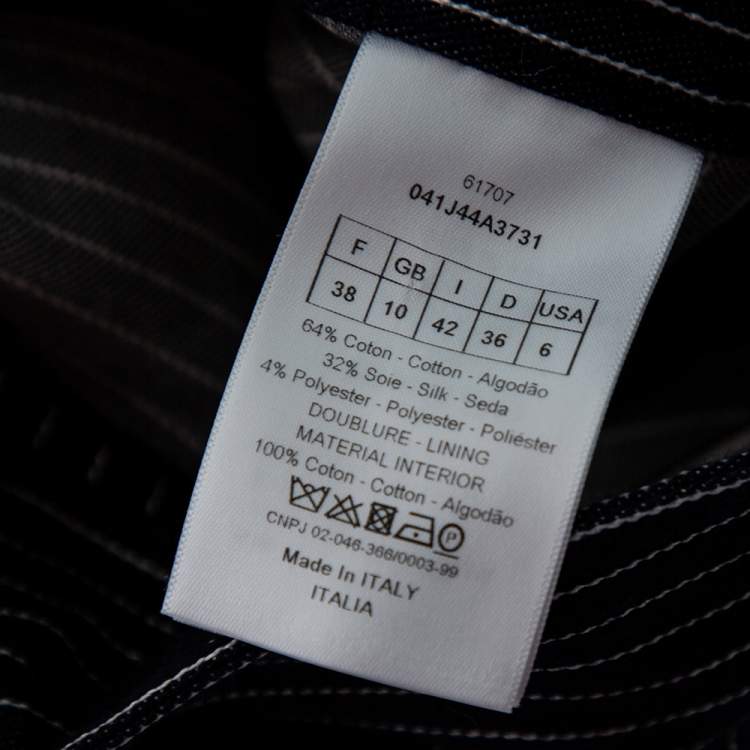 61707
041J44A3731
F GB I D USA
38 10 42 36 6
64% Coton - Cotton - Algodão
32% Soie - Silk - Seda
4% Polyester - Polyester - Poliéster
DOUBLURE - LINING
MATERIAL INTERIOR
100% Coton - Cotton - Algodão
P
CNPJ 02-046-366/0003-99
Made In ITALY
ITALIA